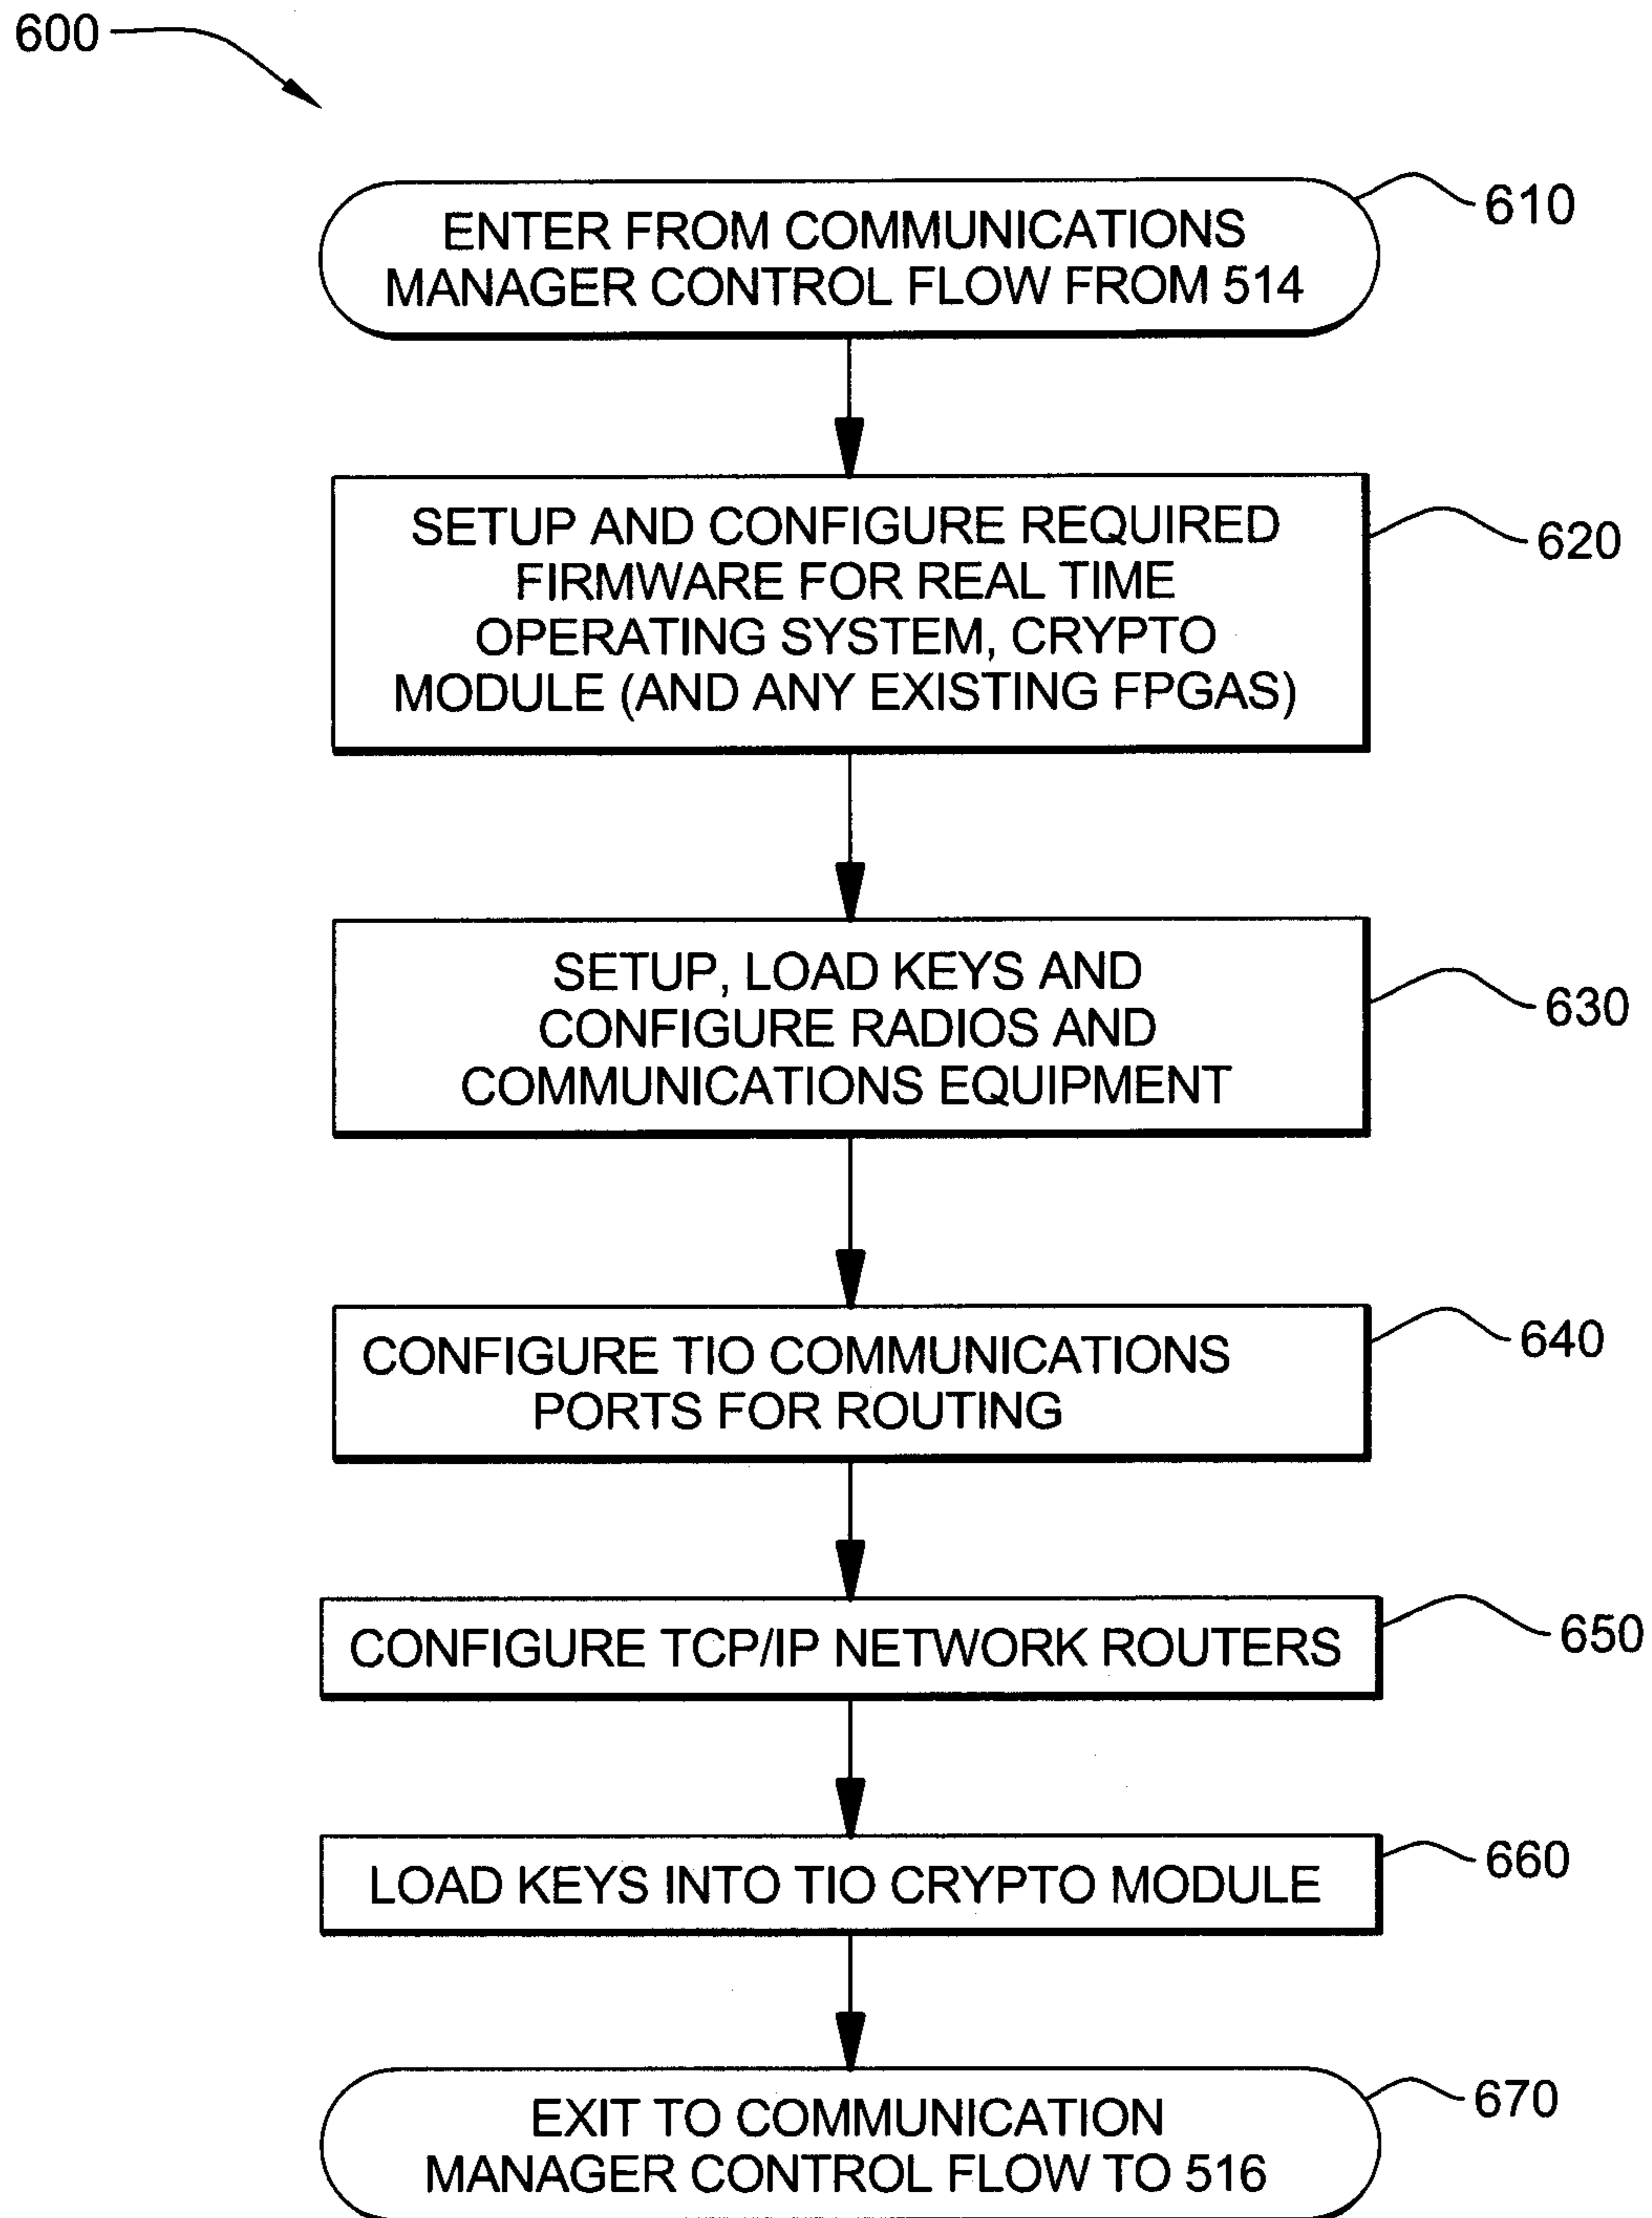 600
ENTER FROM COMMUNICATIONS
MANAGER CONTROL FLOW FROM 514
610
SETUP AND CONFIGURE REQUIRED
FIRMWARE FOR REAL TIME
OPERATING SYSTEM, CRYPTO
MODULE (AND ANY EXISTING FPGAS)
620
SETUP, LOAD KEYS AND
CONFIGURE RADIOS AND
COMMUNICATIONS EQUIPMENT
630
CONFIGURE TIO COMMUNICATIONS
PORTS FOR ROUTING
640
CONFIGURE TCP/IP NETWORK ROUTERS
650
LOAD KEYS INTO TIO CRYPTO MODULE
660
EXIT TO COMMUNICATION
MANAGER CONTROL FLOW TO 516
670